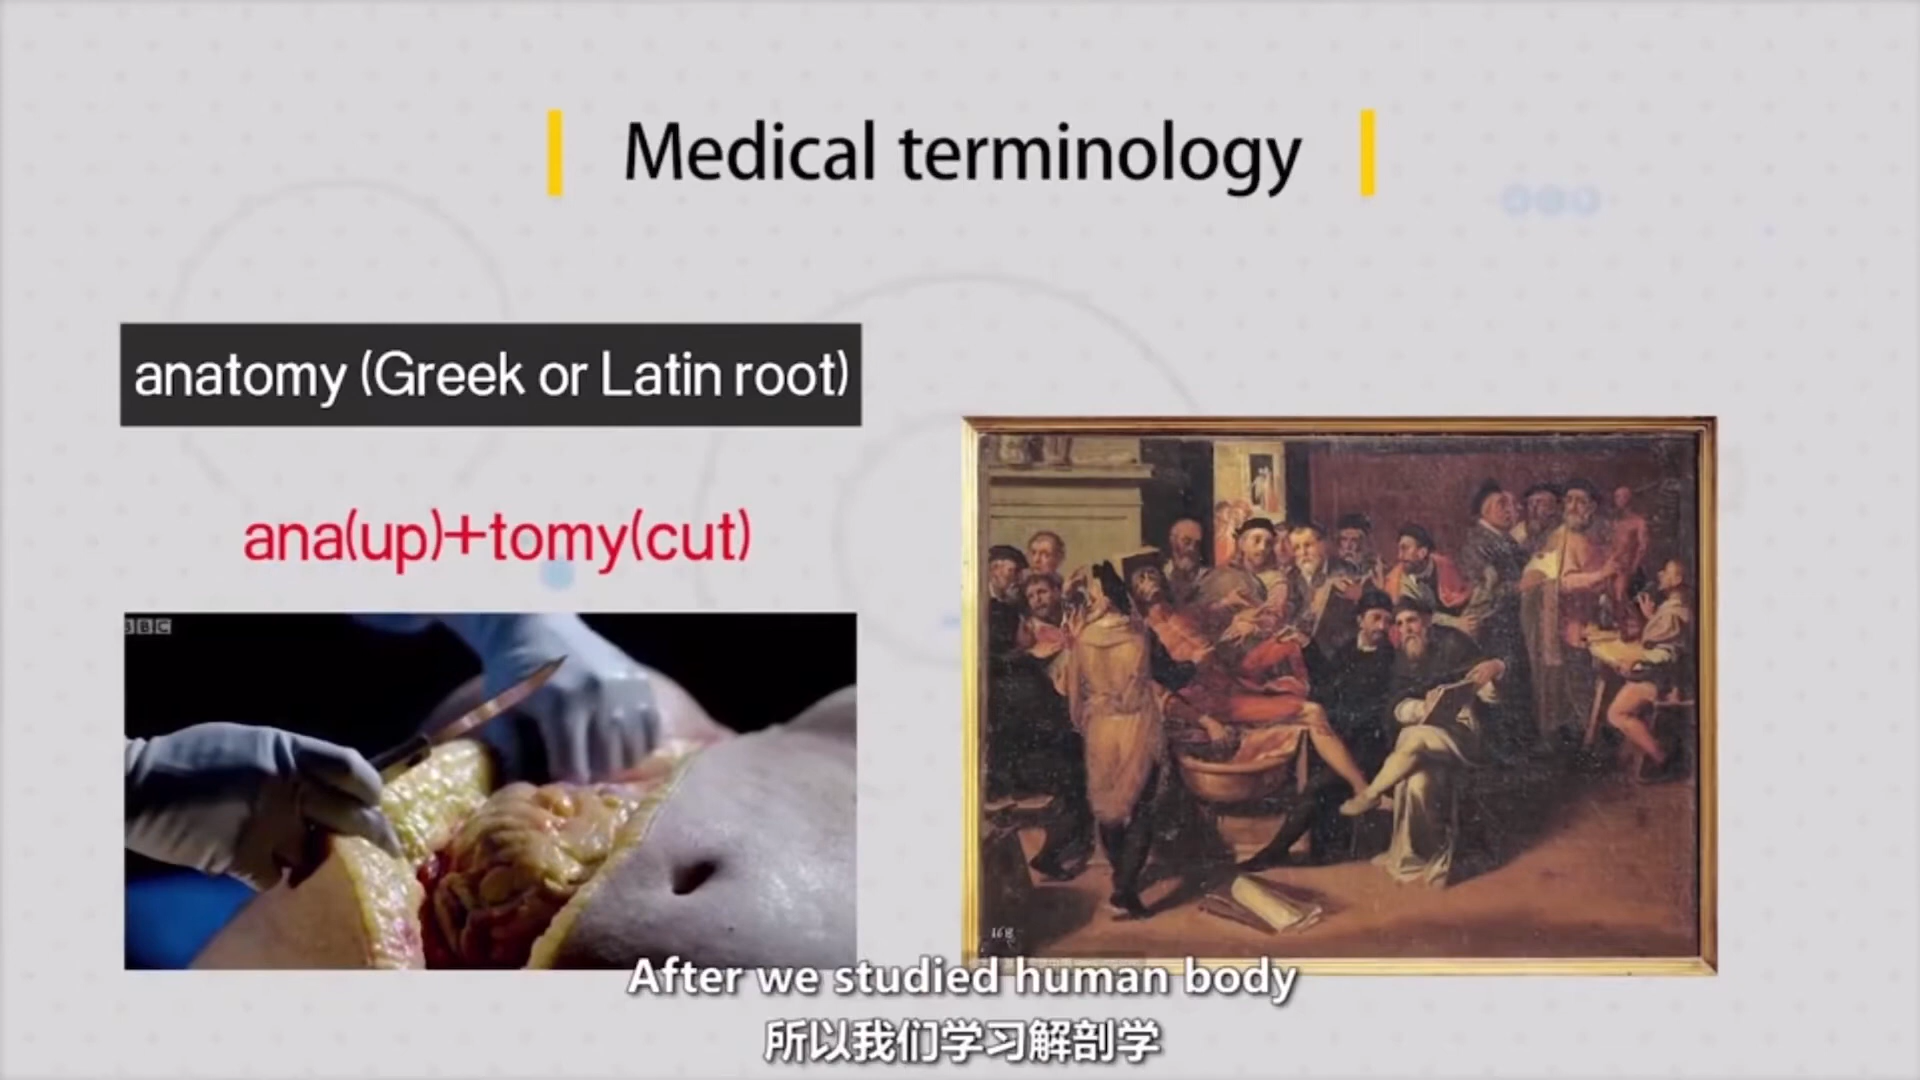 Medical terminology
anatomy (Greek or Latin root)
ana(up)+tomy(cut)
BBC
168
After we studied human body
所以我们学习解剖学